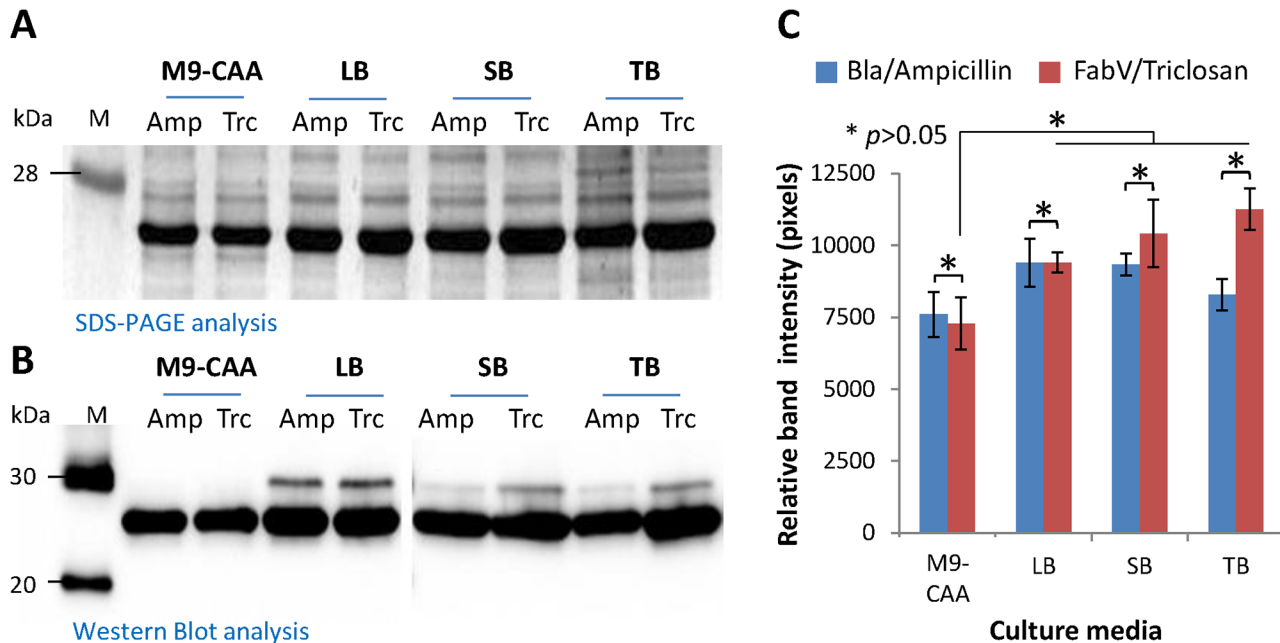 A
M9-CAA LB SB TB
kDa M Amp Trc Amp Trc Amp Trc Amp Trc
28
SDS-PAGE analysis
B
M9-CAA LB SB TB
kDa M Amp Trc Amp Trc Amp Trc Amp Trc
30
20
Western Blot analysis
C
Bla/Ampicillin FabV/Triclosan
* p>0.05
*
* * * *
Relative band intensity (pixels)
12500
10000
7500
5000
2500
0
M9-CAA LB SB TB
Culture media